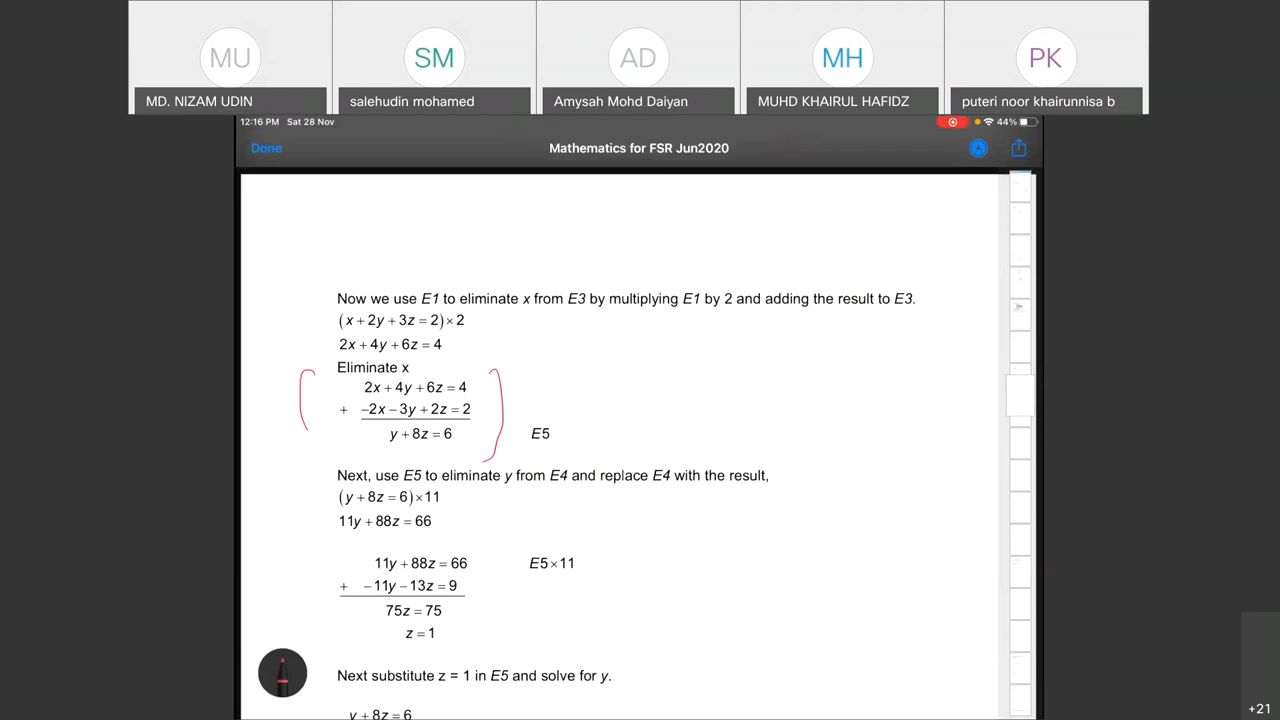 MU
SM
AD
MH
PK
MD. NIZAM UDIN
salehudin mohamed
Amysah Mohd Daiyan
MUHD KHAIRUL HAFIDZ
puteri noor khairunnisa b
12:16 PM Sat 28 Nov
44%
Done
Mathematics for FSR Jun2020
Now we use E1 to eliminate x from E3 by multiplying E1 by 2 and adding the result to E3.
(x+2y+3z=2)×2
2x+4y+6z=4
Eliminate x
2x+4y+6z=4
+ −2x−3y+2z=2
y+8z=6 E5
Next, use E5 to eliminate y from E4 and replace E4 with the result,
(y+8z=6)×11
11y+88z=66
11y+88z=66 E5×11
+ −11y−13z=9
75z=75
z=1
Next substitute z = 1 in E5 and solve for y.
y+8z=6
+21